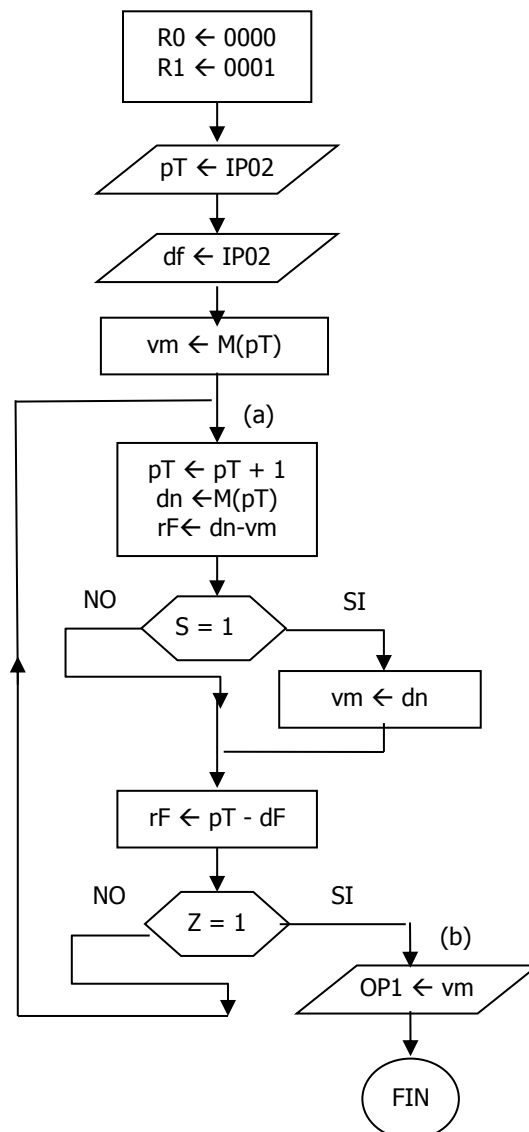 R0 ← 0000
R1 ← 0001
pT ← IP02
df ← IP02
vm ← M(pT)
(a)
pT ← pT + 1
dn ←M(pT)
rF← dn-vm
NO
S = 1
SI
vm ← dn
rF ← pT - dF
NO
Z = 1
SI
(b)
OP1 ← vm
FIN